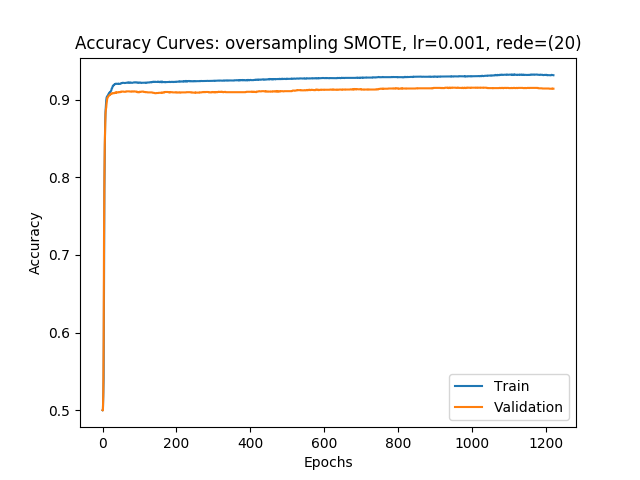 Accuracy Curves: oversampling SMOTE, lr=0.001, rede=(20)
Accuracy
0.9
0.8
0.7
0.6
0.5
0 200 400 600 800 1000 1200
Epochs
Train
Validation